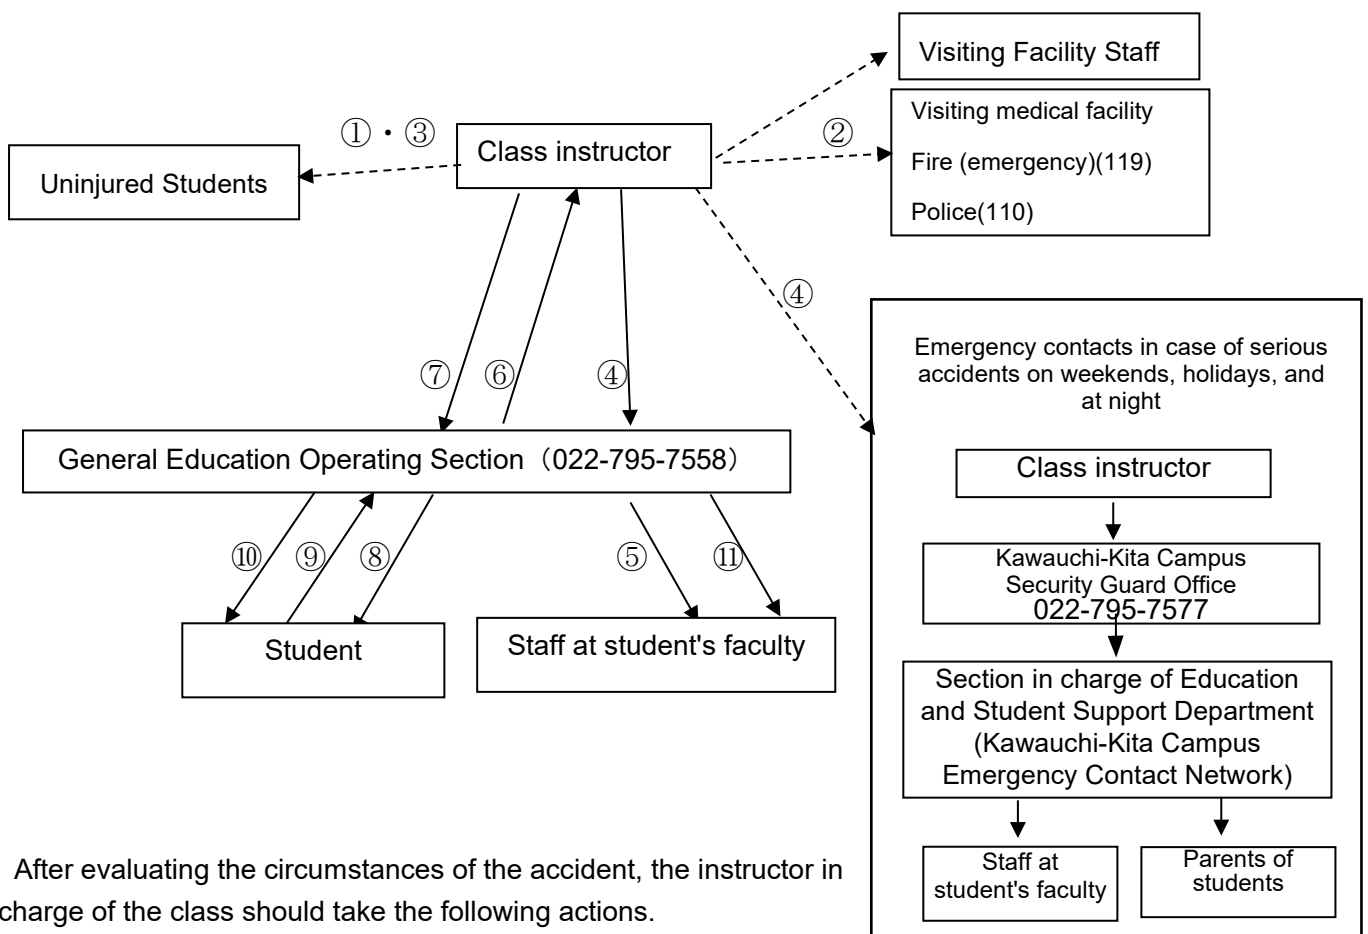 Visiting Facility Staff
Visiting medical facility
Fire (emergency)(119)
Police(110)
①・③
②
Class instructor
Uninjured Students
④
⑦
⑥
④
General Education Operating Section（022-795-7558）
⑩
⑨
⑧
⑤
⑪
Student
Staff at student's faculty
Emergency contacts in case of serious
accidents on weekends, holidays, and
at night
Class instructor
Kawauchi-Kita Campus
Security Guard Office
022-795-7577
Section in charge of Education
and Student Support Department
(Kawauchi-Kita Campus
Emergency Contact Network)
Staff at
student's faculty
Parents of
students
After evaluating the circumstances of the accident, the instructor in
charge of the class should take the following actions.